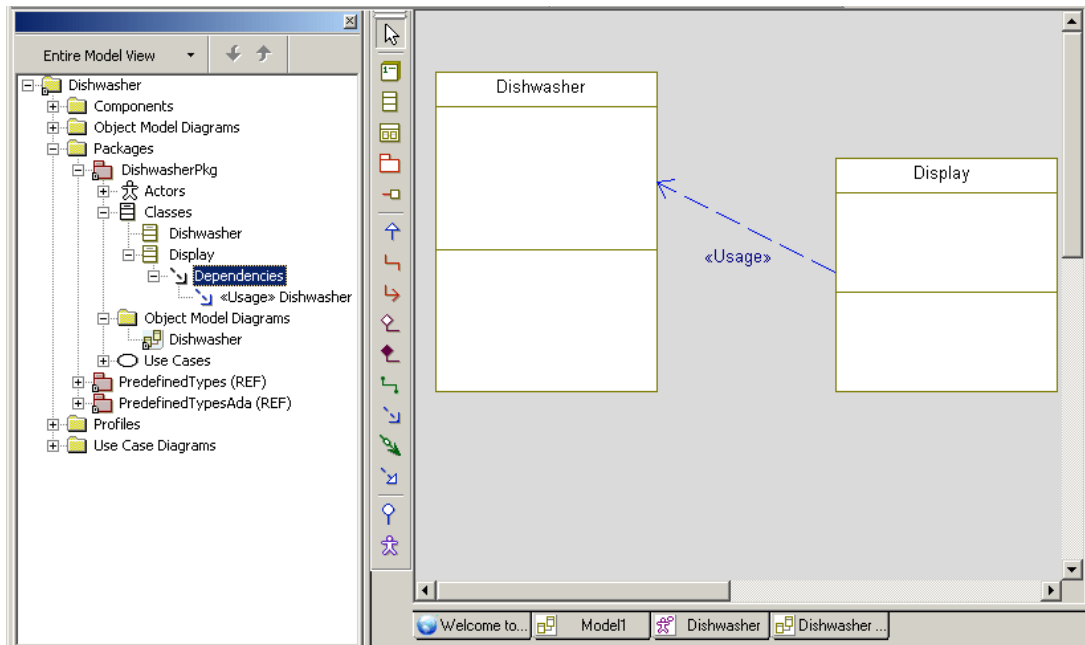 Entire Model View
Dishwasher
Components
Object Model Diagrams
Packages
DishwasherPkg
Actors
Classes
Dishwasher
Display
Dependencies
«Usage» Dishwasher
Object Model Diagrams
Dishwasher
Use Cases
PredefinedTypes (REF)
PredefinedTypesAda (REF)
Profiles
Use Case Diagrams
Dishwasher
Display
«Usage»
Welcome to... Model1 Dishwasher Dishwasher ...